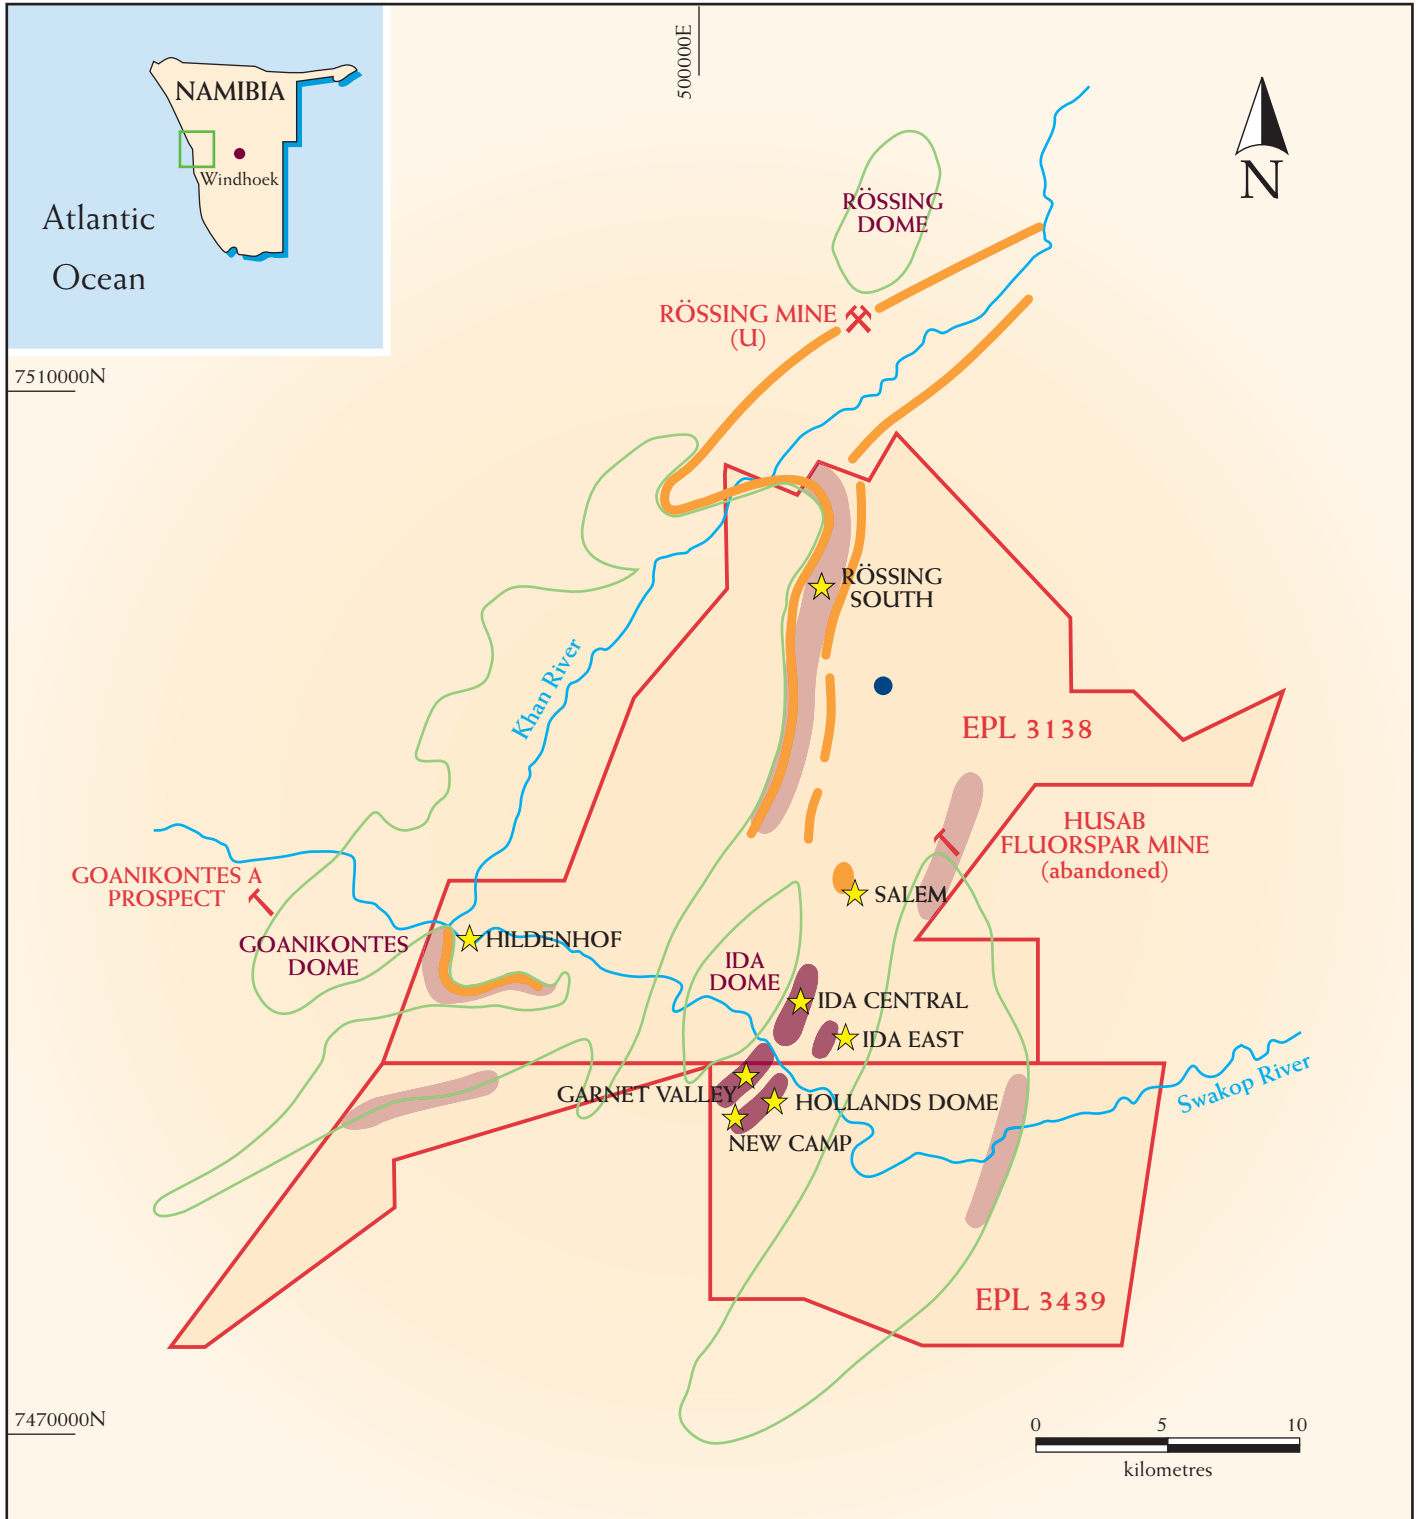 NAMIBIA
Windhoek
Atlantic
Ocean
500000E
N
RÖSSING
DOME
RÖSSING MINE
(U)
7510000N
RÖSSING
SOUTH
Khan River
EPL 3138
HUSAB
FLUORSPAR MINE
(abandoned)
GOANIKONTES A
PROSPECT
SALEM
GOANIKONTES
DOME
HILDENHOF
IDA
DOME
IDA CENTRAL
IDA EAST
GARNET VALLEY
HOLLANDS DOME
NEW CAMP
Swakop River
EPL 3439
7470000N
0 5 10
kilometres